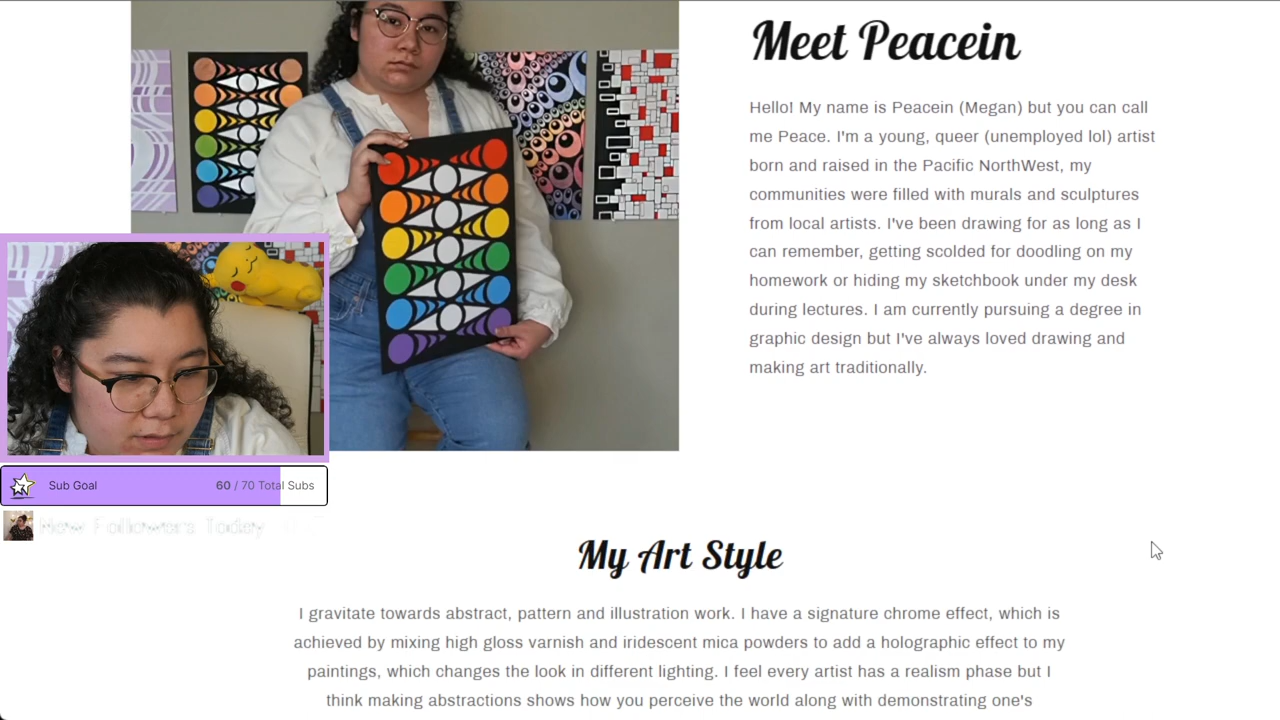 Meet Peacein
Hello! My name is Peacein (Megan) but you can call
me Peace. I'm a young, queer (unemployed lol) artist
born and raised in the Pacific NorthWest, my
communities were filled with murals and sculptures
from local artists. I've been drawing for as long as I
can remember, getting scolded for doodling on my
homework or hiding my sketchbook under my desk
during lectures. I am currently pursuing a degree in
graphic design but I've always loved drawing and
making art traditionally.
Sub Goal 60 / 70 Total Subs
New Followers Today
My Art Style
I gravitate towards abstract, pattern and illustration work. I have a signature chrome effect, which is
achieved by mixing high gloss varnish and iridescent mica powders to add a holographic effect to my
paintings, which changes the look in different lighting. I feel every artist has a realism phase but I
think making abstractions shows how you perceive the world along with demonstrating one's